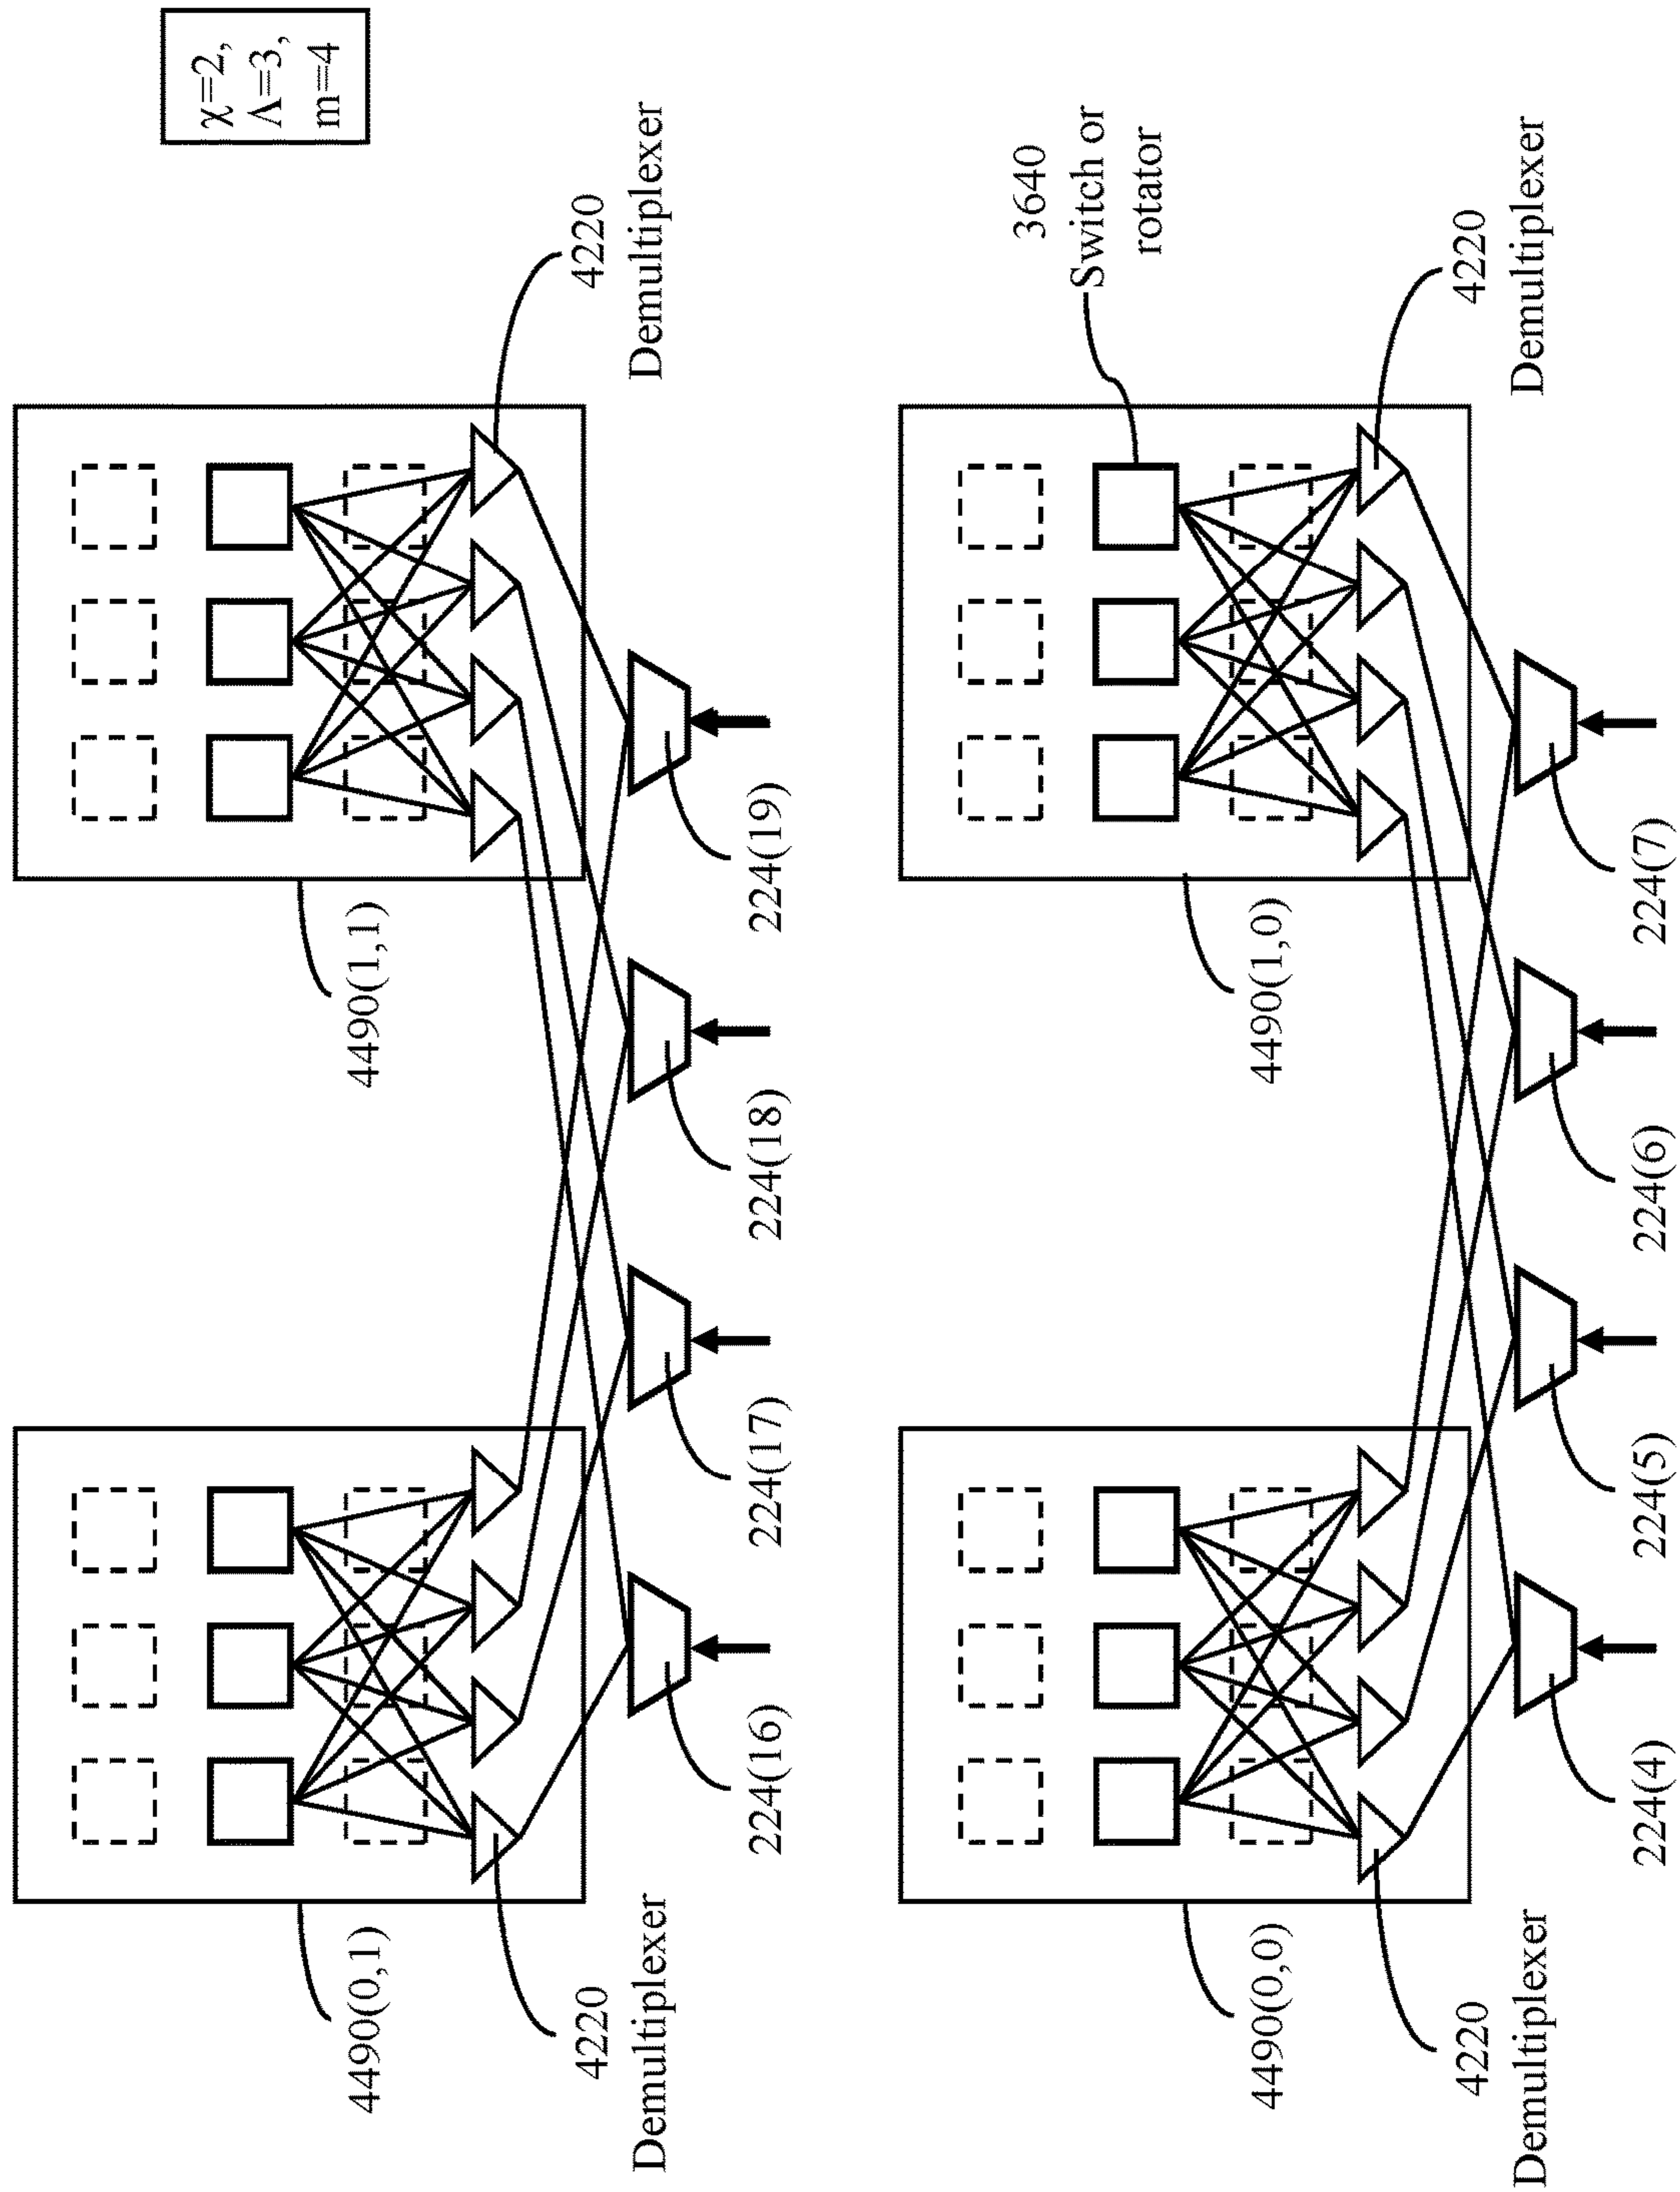 χ=2,
Λ=3,
m=4
4490(0,1)
4490(1,1)
4220
Demultiplexer
4220
Demultiplexer
224(16)
224(17)
224(18)
224(19)
3640
Switch or
rotator
4490(0,0)
4490(1,0)
4220
Demultiplexer
4220
Demultiplexer
224(4)
224(5)
224(6)
224(7)